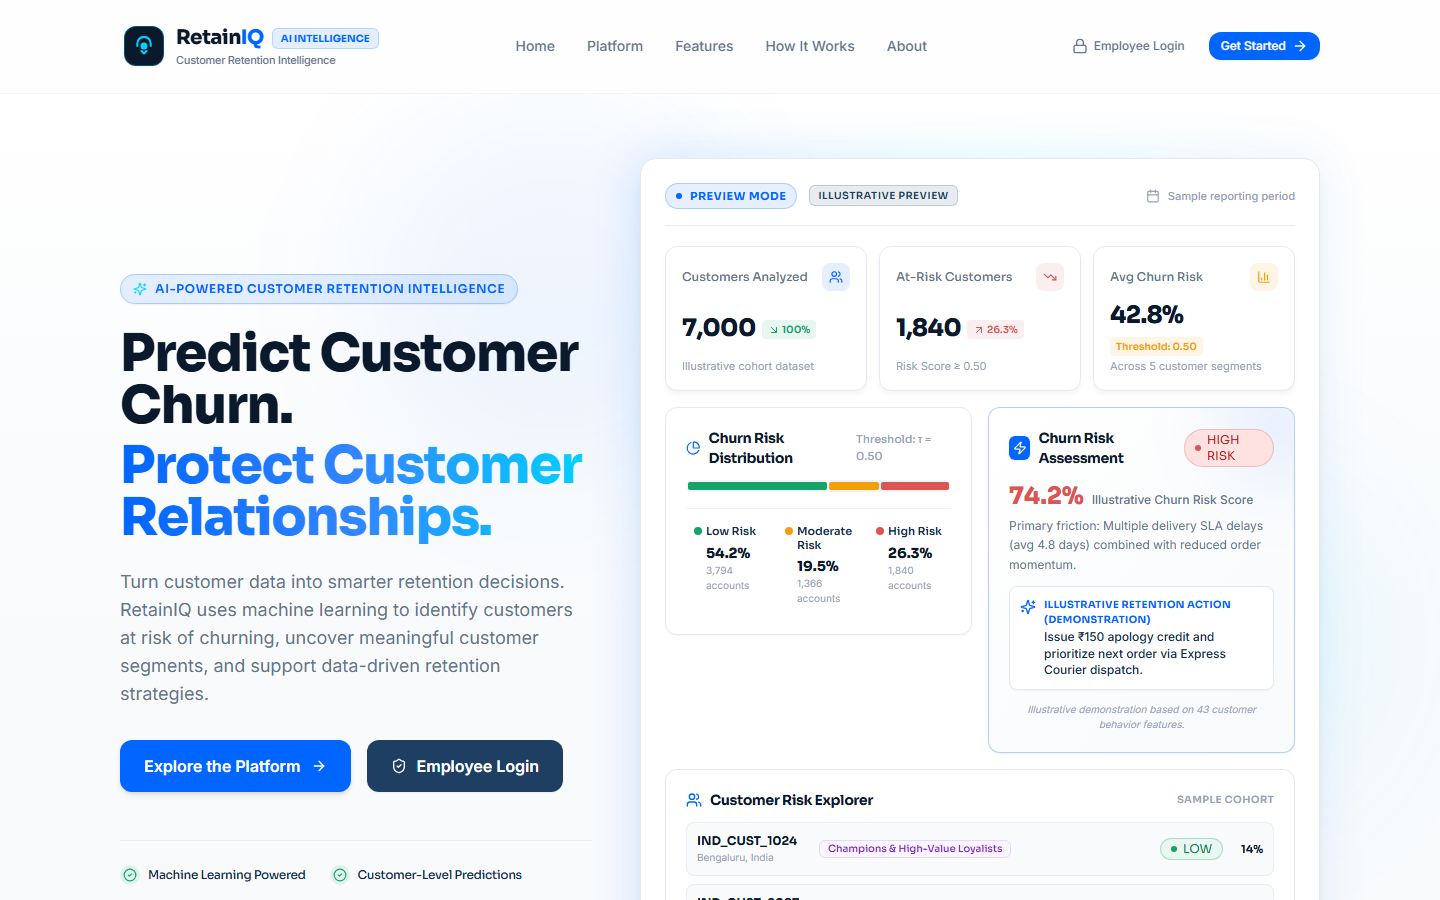 RetainIQ
AI INTELLIGENCE
Customer Retention Intelligence
Home
Platform
Features
How It Works
About
Employee Login
Get Started
AI-POWERED CUSTOMER RETENTION INTELLIGENCE
Predict Customer
Churn.
Protect Customer
Relationships.
Turn customer data into smarter retention decisions.
RetainIQ uses machine learning to identify customers
at risk of churning, uncover meaningful customer
segments, and support data-driven retention
strategies.
Explore the Platform
Employee Login
Machine Learning Powered
Customer-Level Predictions
PREVIEW MODE
ILLUSTRATIVE PREVIEW
Sample reporting period
Customers Analyzed
7,000
100%
Illustrative cohort dataset
At-Risk Customers
1,840
26.3%
Risk Score ≥ 0.50
Avg Churn Risk
42.8%
Threshold: 0.50
Across 5 customer segments
Churn Risk
Distribution
Threshold: τ =
0.50
Low Risk
54.2%
3,794
accounts
Moderate
Risk
19.5%
1,366
accounts
High Risk
26.3%
1,840
accounts
Churn Risk
Assessment
HIGH
RISK
74.2% Illustrative Churn Risk Score
Primary friction: Multiple delivery SLA delays
(avg 4.8 days) combined with reduced order
momentum.
ILLUSTRATIVE RETENTION ACTION
(DEMONSTRATION)
Issue ₹150 apology credit and
prioritize next order via Express
Courier dispatch.
Illustrative demonstration based on 43 customer
behavior features.
Customer Risk Explorer
SAMPLE COHORT
IND_CUST_1024
Bengaluru, India
Champions & High-Value Loyalists
LOW
14%